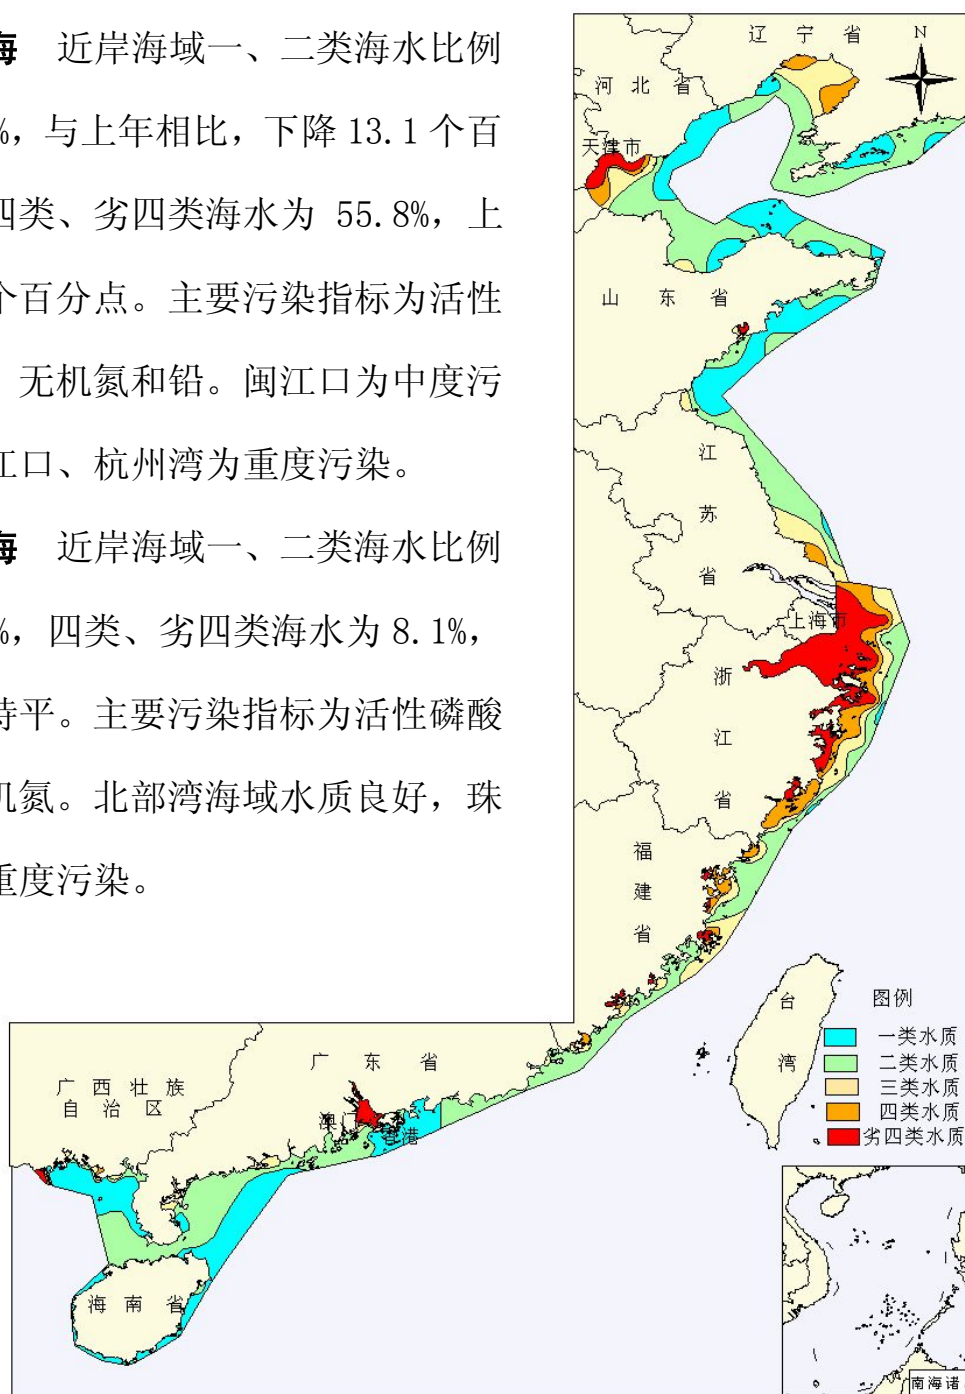 海 近岸海域一、二类海水比例
%，与上年相比，下降 13.1 个百
四类、劣四类海水为 55.8%，上
个百分点。主要污染指标为活性
无机氮和铅。闽江口为中度污
江口、杭州湾为重度污染。
海 近岸海域一、二类海水比例
%，四类、劣四类海水为 8.1%，
持平。主要污染指标为活性磷酸
机氮。北部湾海域水质良好，珠
重度污染。
辽宁省
N
河北省
天津市
山东省
江苏省
上海市
浙江省
福建省
台湾
广东省
广西壮族
自治区
澳门
香港
海南省
图例
一类水质
二类水质
三类水质
四类水质
劣四类水质
南海诸